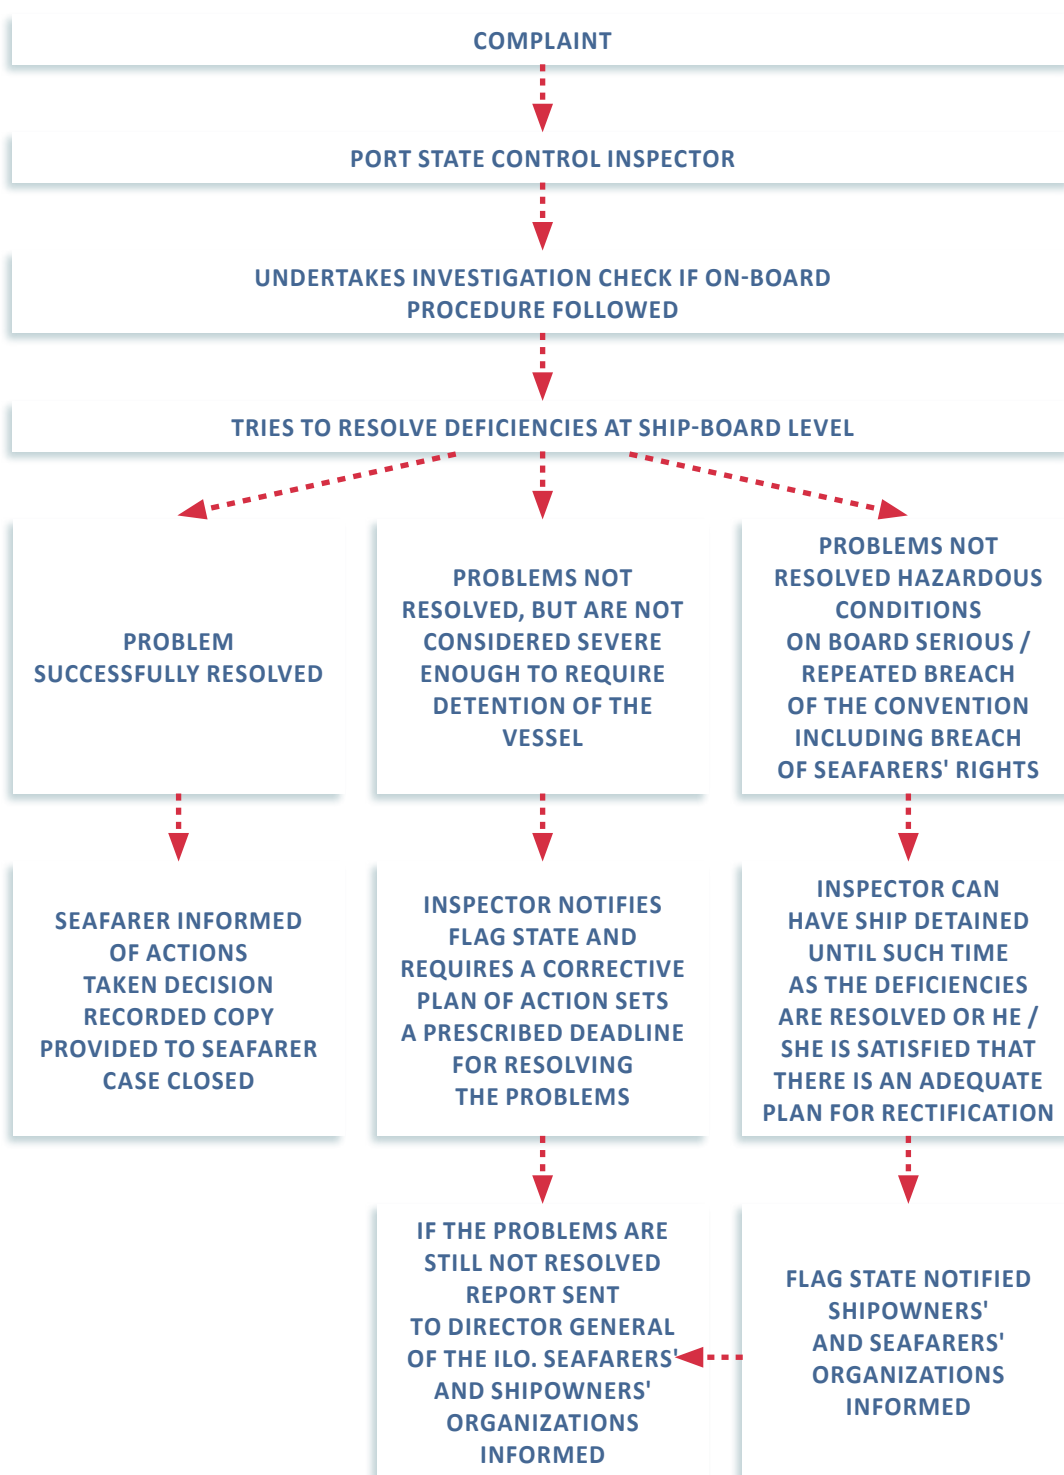 COMPLAINT
PORT STATE CONTROL INSPECTOR
UNDERTAKES INVESTIGATION CHECK IF ON-BOARD
PROCEDURE FOLLOWED
TRIES TO RESOLVE DEFICIENCIES AT SHIP-BOARD LEVEL
PROBLEM
SUCCESSFULLY RESOLVED
PROBLEMS NOT
RESOLVED, BUT ARE NOT
CONSIDERED SEVERE
ENOUGH TO REQUIRE
DETENTION OF THE
VESSEL
PROBLEMS NOT
RESOLVED HAZARDOUS
CONDITIONS
ON BOARD SERIOUS /
REPEATED BREACH
OF THE CONVENTION
INCLUDING BREACH
OF SEAFARERS' RIGHTS
SEAFARER INFORMED
OF ACTIONS
TAKEN DECISION
RECORDED COPY
PROVIDED TO SEAFARER
CASE CLOSED
INSPECTOR NOTIFIES
FLAG STATE AND
REQUIRES A CORRECTIVE
PLAN OF ACTION SETS
A PRESCRIBED DEADLINE
FOR RESOLVING
THE PROBLEMS
INSPECTOR CAN
HAVE SHIP DETAINED
UNTIL SUCH TIME
AS THE DEFICIENCIES
ARE RESOLVED OR HE /
SHE IS SATISFIED THAT
THERE IS AN ADEQUATE
PLAN FOR RECTIFICATION
IF THE PROBLEMS ARE
STILL NOT RESOLVED
REPORT SENT
TO DIRECTOR GENERAL
OF THE ILO. SEAFARERS'
AND SHIPOWNERS'
ORGANIZATIONS
INFORMED
FLAG STATE NOTIFIED
SHIPOWNERS'
AND SEAFARERS'
ORGANIZATIONS
INFORMED